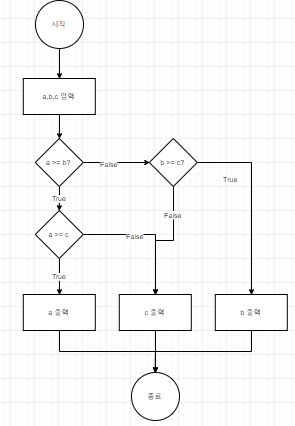 시작
a,b,c 입력
a >= b?
False
b >= c?
True
True
False
a >= c
False
True
a 출력
c 출력
b 출력
종료